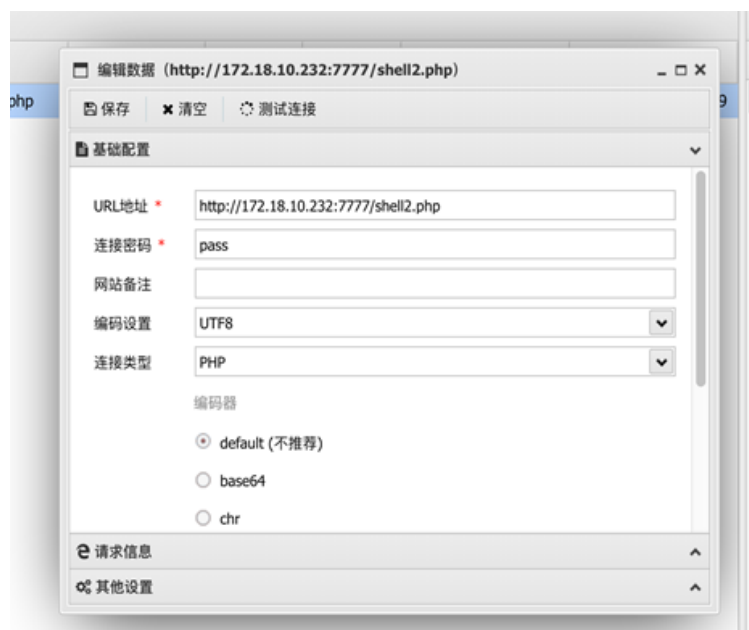 编辑数据 (http://172.18.10.232:7777/shell2.php)
php
9
保存 清空 测试连接
基础配置
URL地址 * http://172.18.10.232:7777/shell2.php
连接密码 * pass
网站备注
编码设置 UTF8
连接类型 PHP
编码器
default (不推荐)
base64
chr
请求信息
其他设置